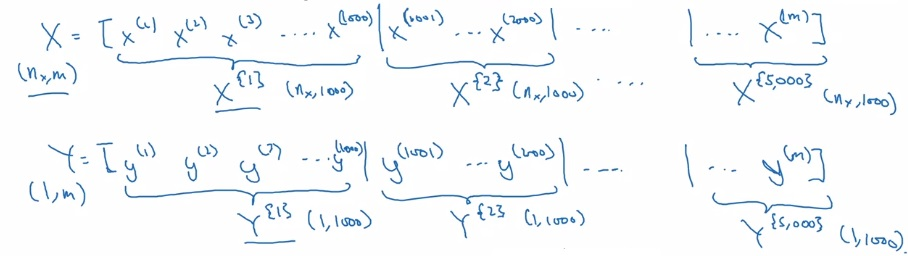 X = [x^(1) x^(2) x^(3) .... x^(1000) | x^(1001) ... x^(2000) | .... | .... x^(m)]
(n_x, m) X^{1} (n_x, 1000) X^{2} (n_x, 1000) .... X^{5,000} (n_x, 1000)
Y = [y^(1) y^(2) y^(3) ... y^(1000) | y^(1001) ... y^(2000) | .... | ... y^(m)]
(1, m) Y^{1} (1, 1000) Y^{2} (1, 1000) Y^{5,000} (1, 1000).